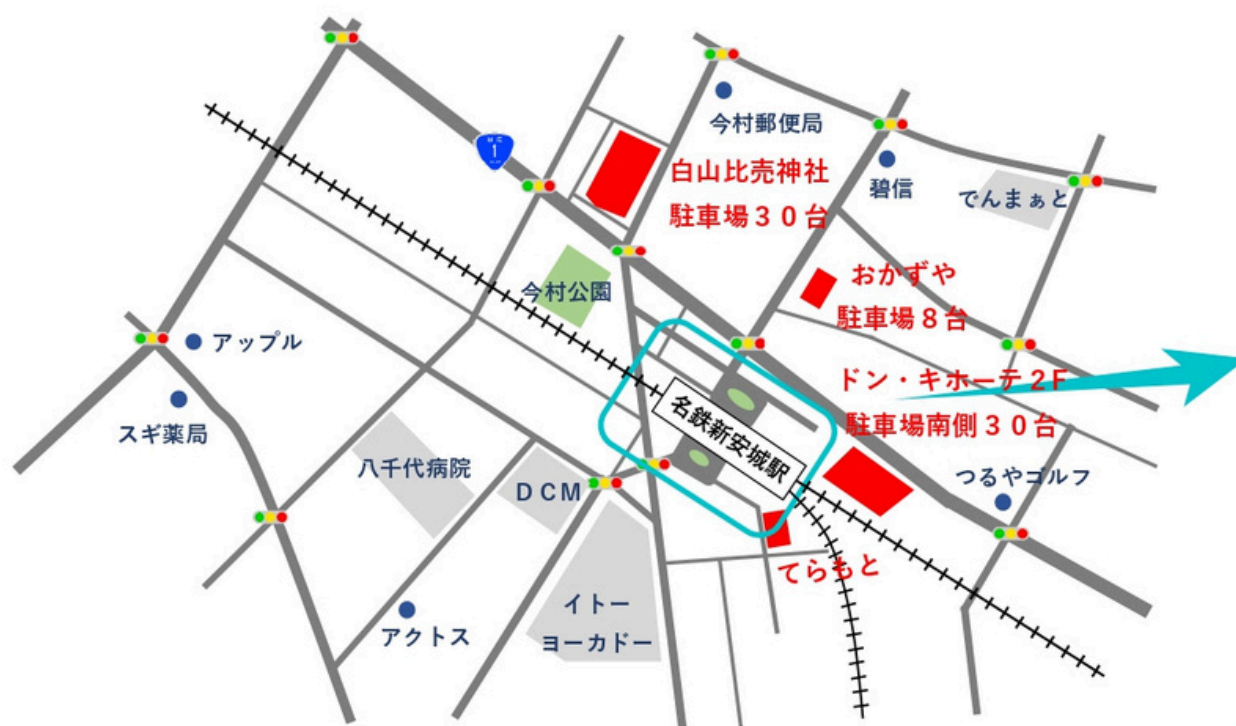 今村郵便局
1
碧信
白山比売神社
駐車場３０台
でんまぁと
おかずや
駐車場８台
今村公園
アップル
ドン・キホーテ２F
駐車場南側３０台
スギ薬局
名鉄新安城駅
八千代病院
DCM
つるやゴルフ
てらもと
イトー
ヨーカドー
アクトス